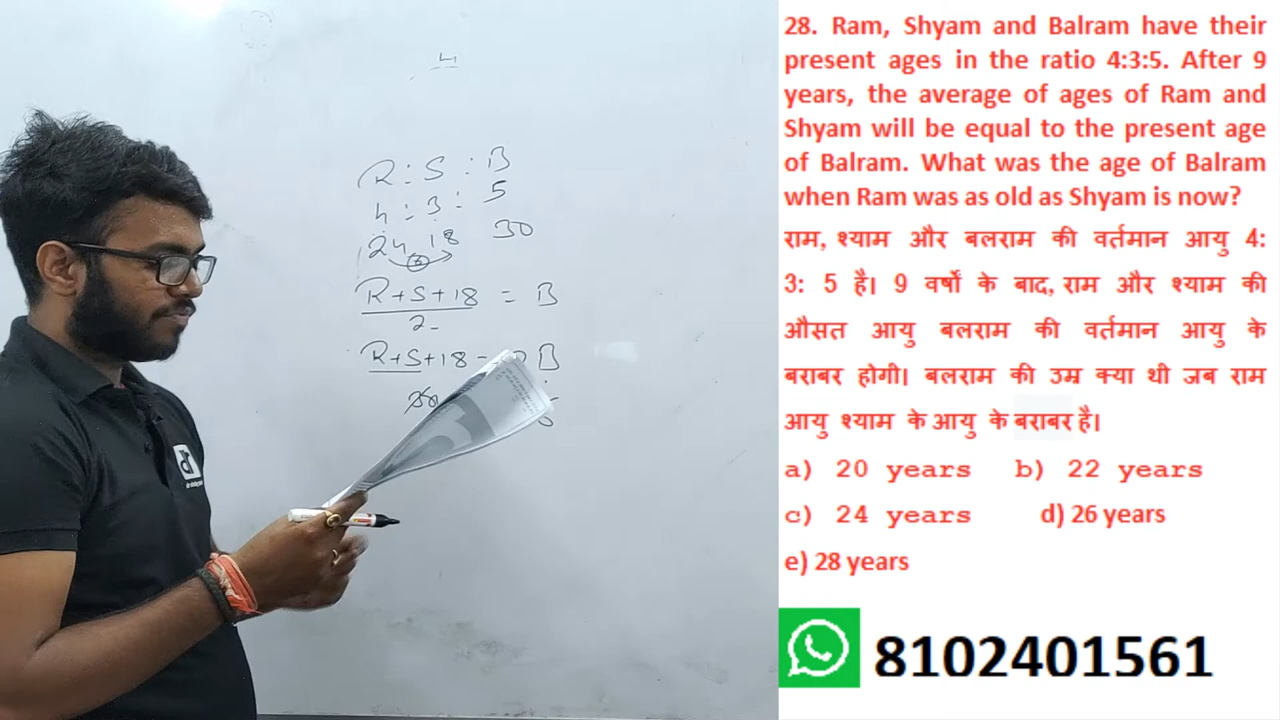 28. Ram, Shyam and Balram have their
present ages in the ratio 4:3:5. After 9
years, the average of ages of Ram and
Shyam will be equal to the present age
of Balram. What was the age of Balram
when Ram was as old as Shyam is now?
राम, श्याम और बलराम की वर्तमान आयु 4:
3: 5 है। 9 वर्षों के बाद, राम और श्याम की
औसत आयु बलराम की वर्तमान आयु के
बराबर होगी। बलराम की उम्र क्या थी जब राम
आयु श्याम के आयु के बराबर है।
a) 20 years b) 22 years
c) 24 years d) 26 years
e) 28 years
8102401561
4
R : S : B
4 : 3 : 5
24 18 30
6
R+S+18 = B
2
R+S+18 = B